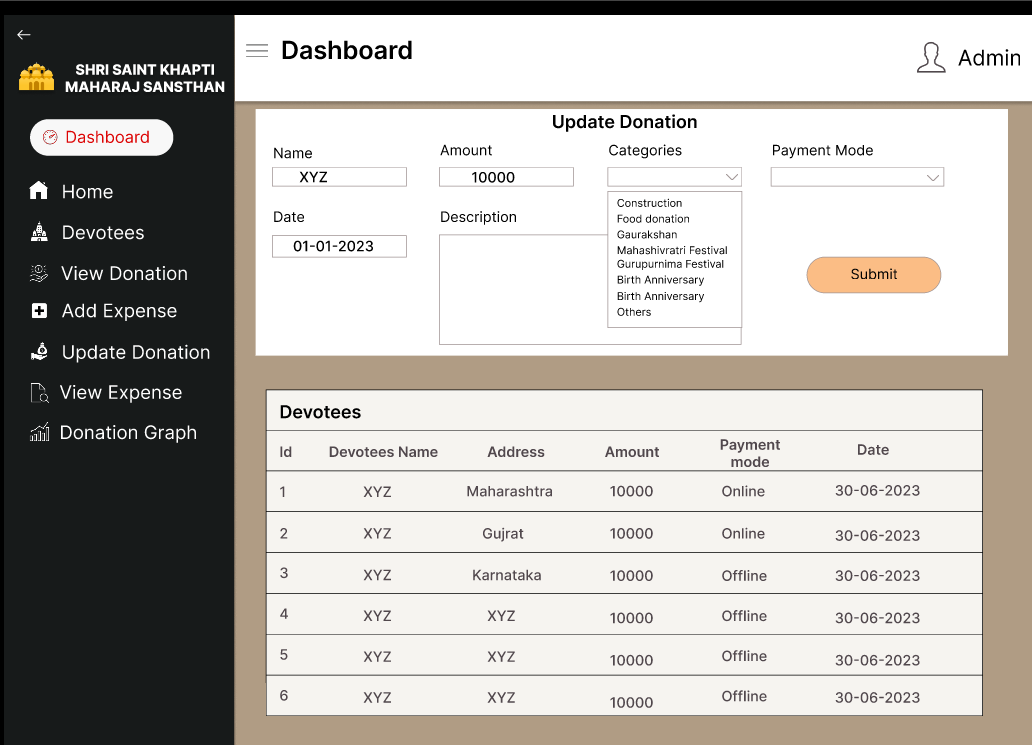 SHRI SAINT KHAPTI
MAHARAJ SANSTHAN
Dashboard
Home
Devotees
View Donation
Add Expense
Update Donation
View Expense
Donation Graph
Dashboard
Admin
Update Donation
Name
Amount
Categories
Payment Mode
XYZ
10000
Date
Description
01-01-2023
Construction
Food donation
Gaurakshan
Mahashivratri Festival
Gurupurnima Festival
Birth Anniversary
Birth Anniversary
Others
Submit
Devotees
Id Devotees Name Address Amount Payment mode Date
1 XYZ Maharashtra 10000 Online 30-06-2023
2 XYZ Gujrat 10000 Online 30-06-2023
3 XYZ Karnataka 10000 Offline 30-06-2023
4 XYZ XYZ 10000 Offline 30-06-2023
5 XYZ XYZ 10000 Offline 30-06-2023
6 XYZ XYZ 10000 Offline 30-06-2023